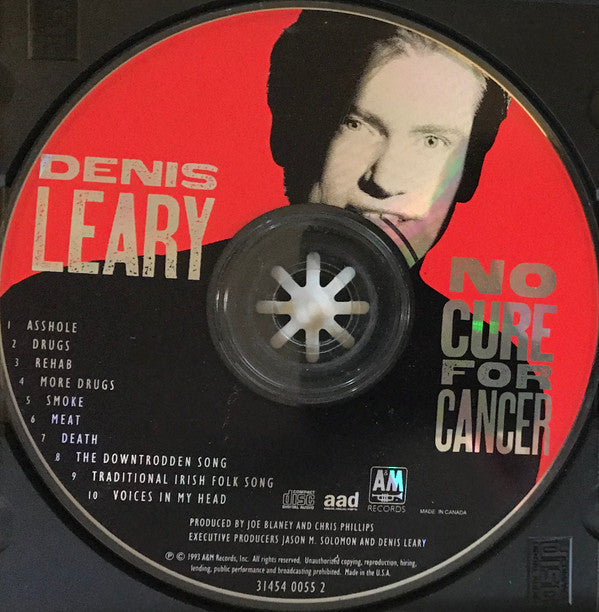 DENIS
LEARY
NO
CURE
FOR
CANCER
1 ASSHOLE
2 DRUGS
3 REHAB
4 MORE DRUGS
5 SMOKE
6 MEAT
7 DEATH
8 THE DOWNTRODDEN SONG
9 TRADITIONAL IRISH FOLK SONG
10 VOICES IN MY HEAD
COMPACT
disc
DIGITAL AUDIO
aad
A&M
RECORDS
MADE IN CANADA
PRODUCED BY JOE BLANEY AND CHRIS PHILLIPS
EXECUTIVE PRODUCERS JASON M. SOLOMON AND DENIS LEARY
℗ © 1993 A&M Records, Inc. All rights reserved. Unauthorized copying, reproduction, hiring,
lending, public performance and broadcasting prohibited. Made in the U.S.A.
31454 0055 2